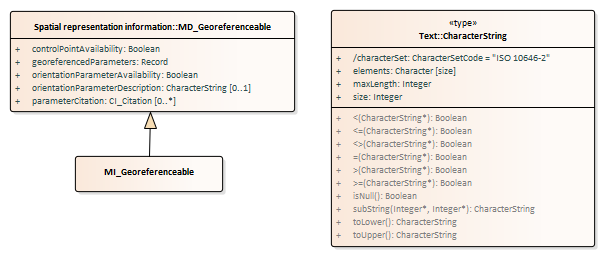 Spatial representation information::MD_Georeferenceable
+ controlPointAvailability: Boolean
+ georeferencedParameters: Record
+ orientationParameterAvailability: Boolean
+ orientationParameterDescription: CharacterString [0..1]
+ parameterCitation: CI_Citation [0..*]
MI_Georeferenceable
«type»
Text::CharacterString
+ /characterSet: CharacterSetCode = "ISO 10646-2"
+ elements: Character [size]
+ maxLength: Integer
+ size: Integer
+ <(CharacterString*): Boolean
+ <=(CharacterString*): Boolean
+ <>(CharacterString*): Boolean
+ =(CharacterString*): Boolean
+ >(CharacterString*): Boolean
+ >=(CharacterString*): Boolean
+ isNull(): Boolean
+ subString(Integer*, Integer*): CharacterString
+ toLower(): CharacterString
+ toUpper(): CharacterString